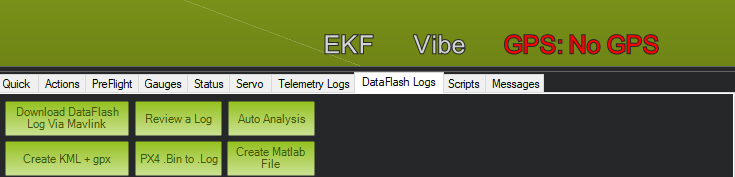 EKF Vibe GPS: No GPS
Quick Actions PreFlight Gauges Status Servo Telemetry Logs DataFlash Logs Scripts Messages
Download DataFlash
Log Via Mavlink
Review a Log
Auto Analysis
Create KML + gpx
PX4 .Bin to .Log
Create Matlab
File